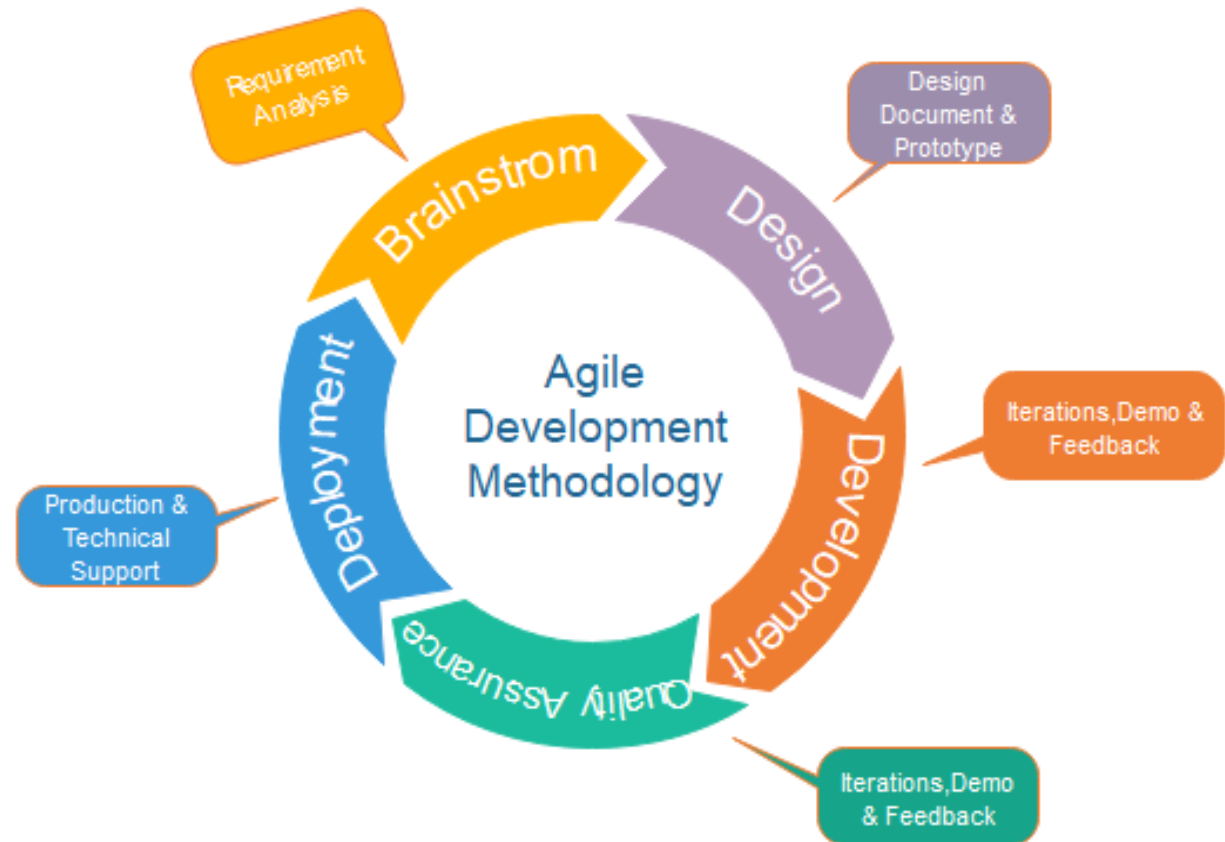 Requirement
Analysis
Brainstrom
Design
Document &
Prototype
Design
Iterations,Demo &
Feedback
Development
Iterations,Demo
& Feedback
Quality Assurance
Production &
Technical
Support
Deployment
Agile
Development
Methodology